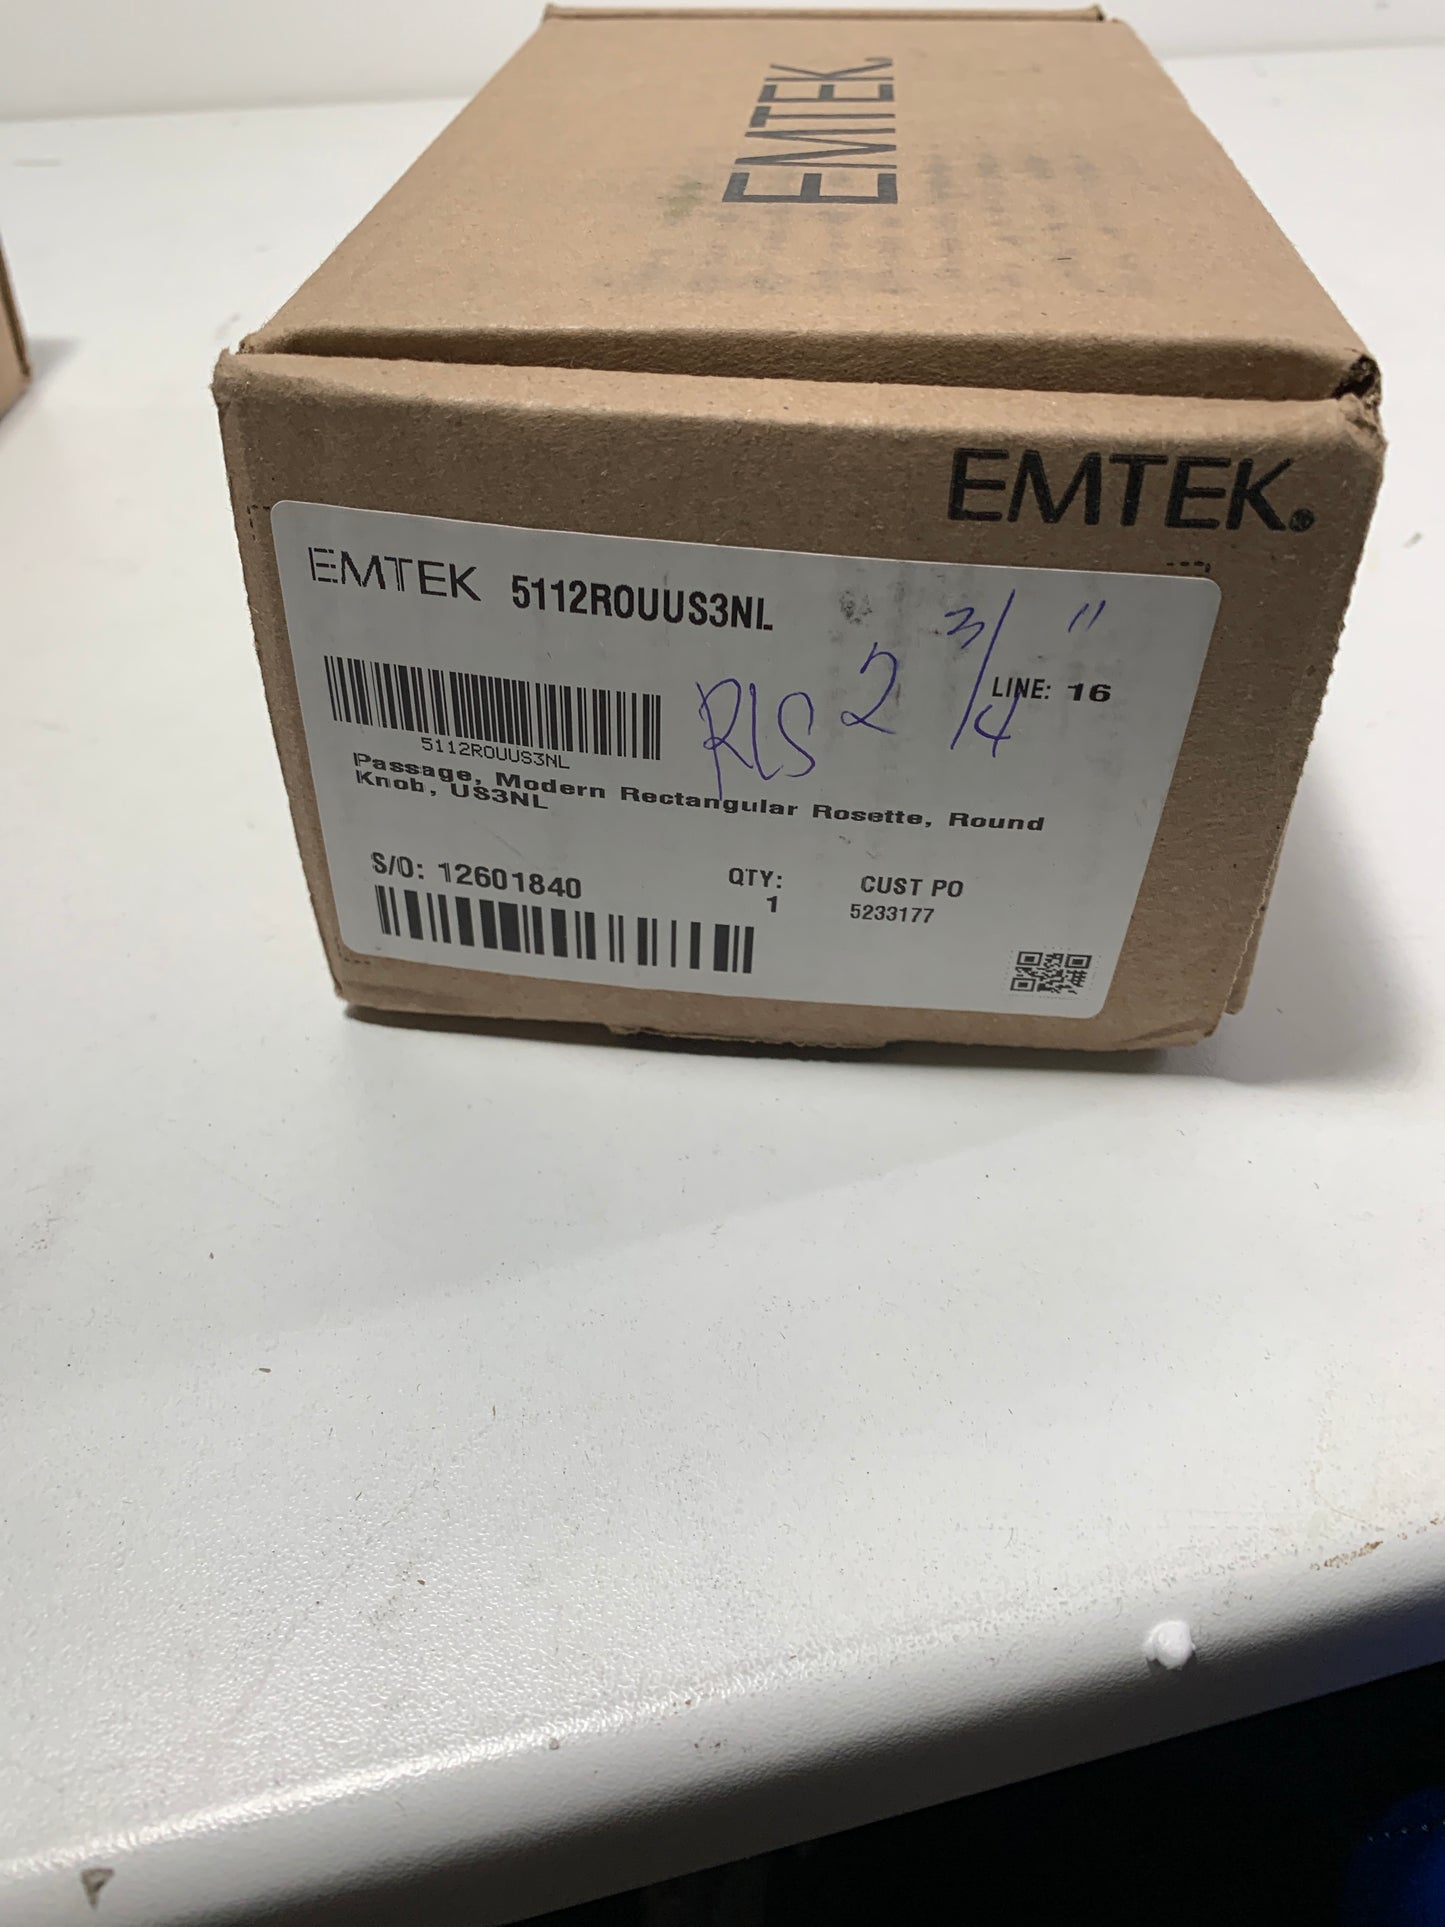 EMTEK
EMTEK®
EMTEK 5112ROUUS3NL
RLS 2 3/4"
LINE: 16
5112ROUUS3NL
Passage, Modern Rectangular Rosette, Round
Knob, US3NL
S/O: 12601840
QTY:
1
CUST PO
5233177